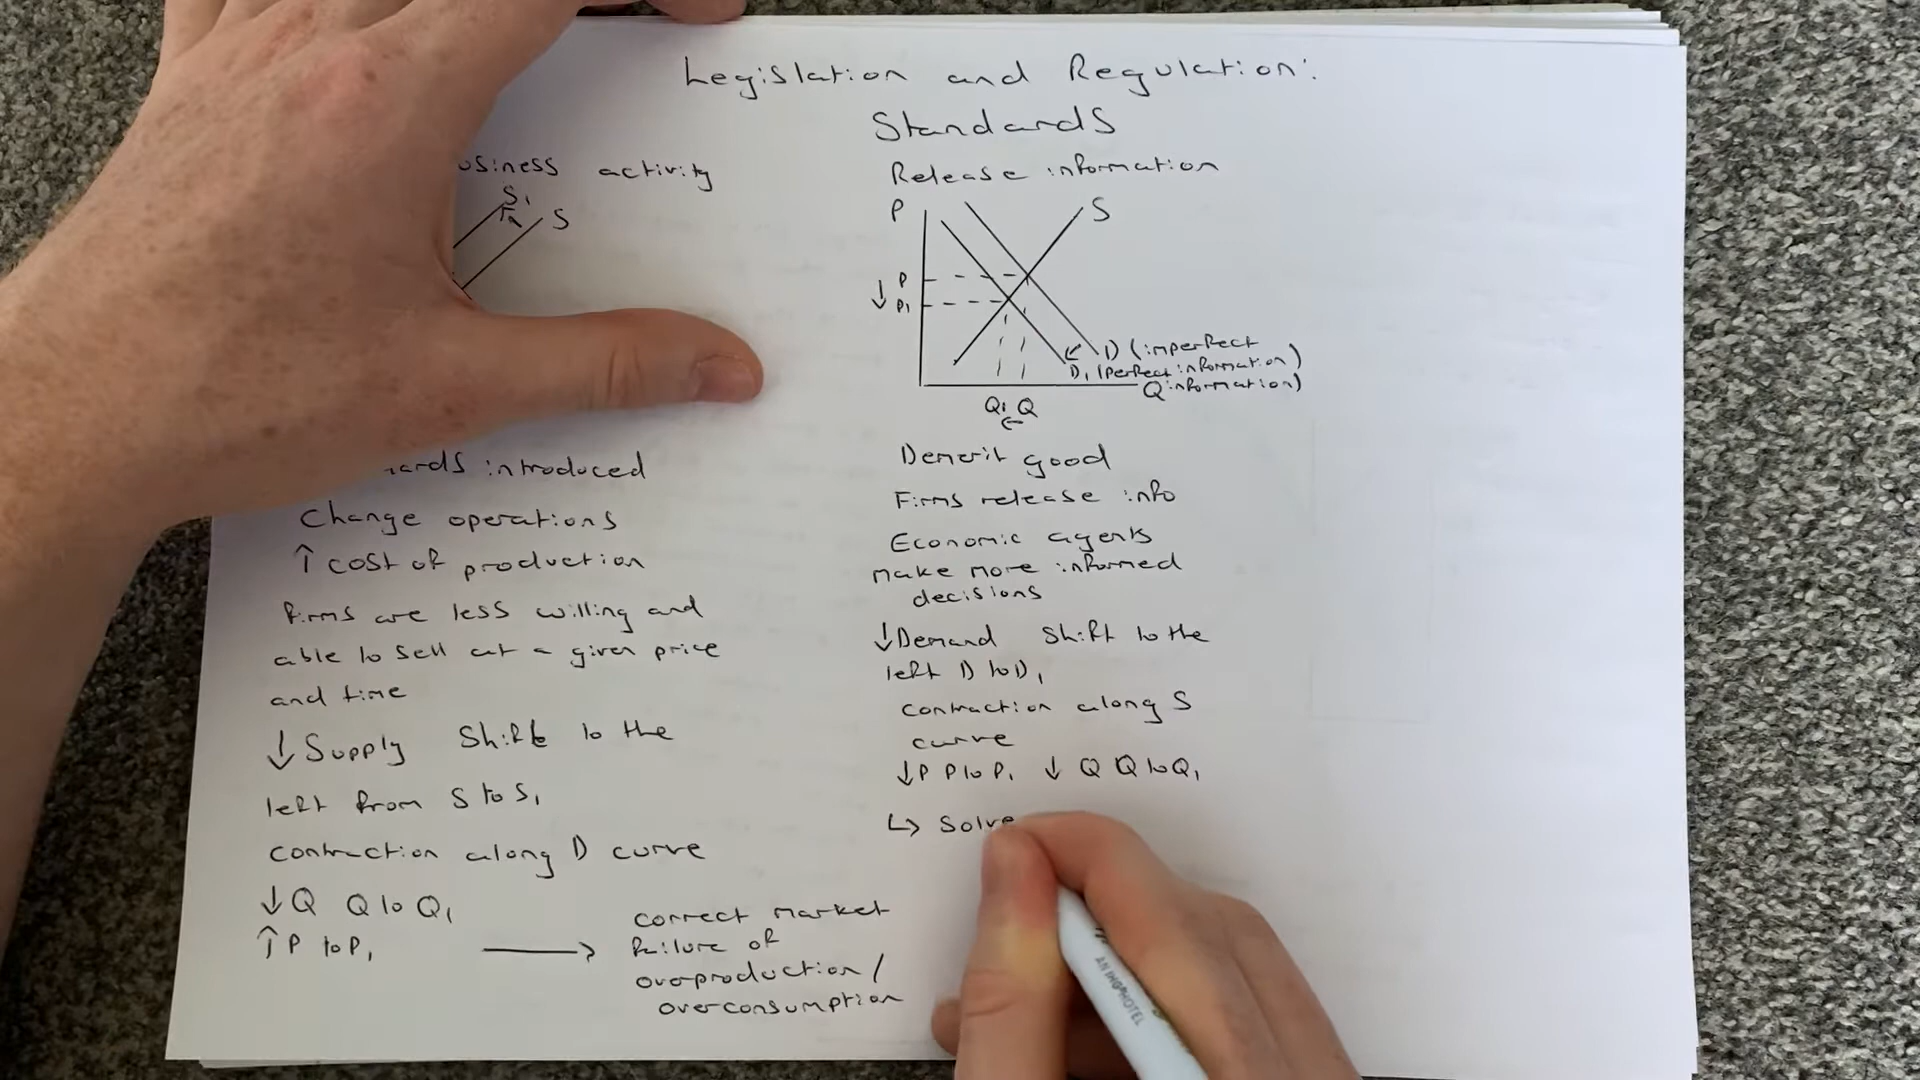 Legislation and Regulation:
Standards
business activity
S1
S
ards introduced
Change operations
↑ cost of production
Firms are less willing and
able to sell at a given price
and time
↓ Supply Shift to the
left from S to S1
contraction along D curve
↓Q Q to Q1
↑P to P1
correct market
failure of
overproduction/
overconsumption
Release information
P
S
↓ P
P1
D (imperfect
D1 (perfect information)
Q information)
Q1 Q
←
Demerit good
Firms release info
Economic agents
make more informed
decisions
↓Demand Shift to the
left D to D1
contraction along S
curve
↓P P to P1 ↓ Q Q to Q1
↳ Solve